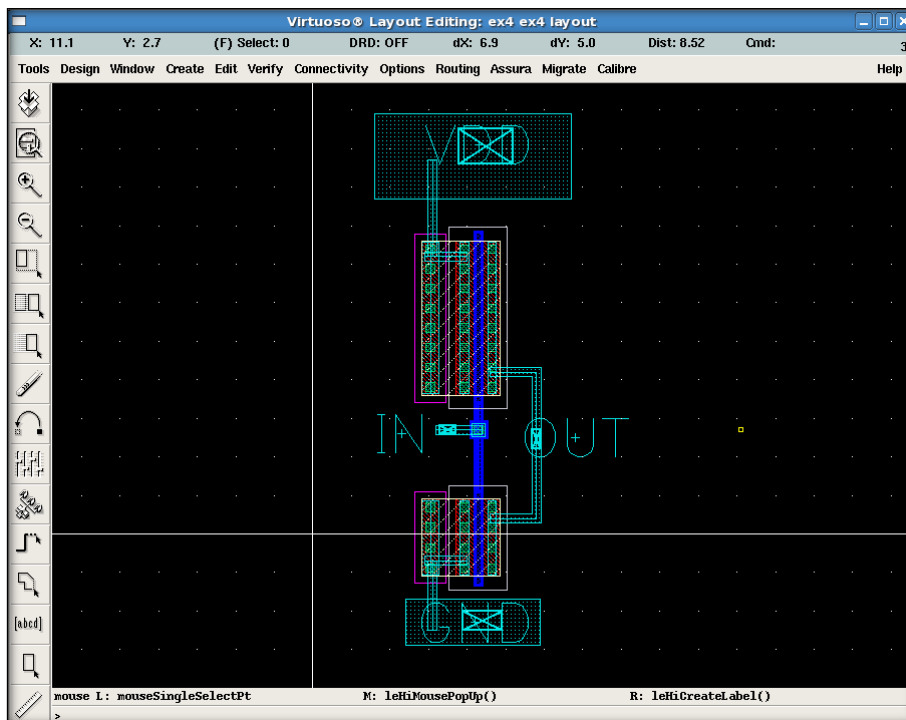 Virtuoso® Layout Editing: ex4 ex4 layout
X: 11.1 Y: 2.7 (F) Select: 0 DRD: OFF dX: 6.9 dY: 5.0 Dist: 8.52 Cmd: 3
Tools Design Window Create Edit Verify Connectivity Options Routing Assura Migrate Calibre Help
VDD
IN OUT
GND
[abcd]
mouse L: mouseSingleSelectPt M: leHiMousePopUp() R: leHiCreateLabel()
>